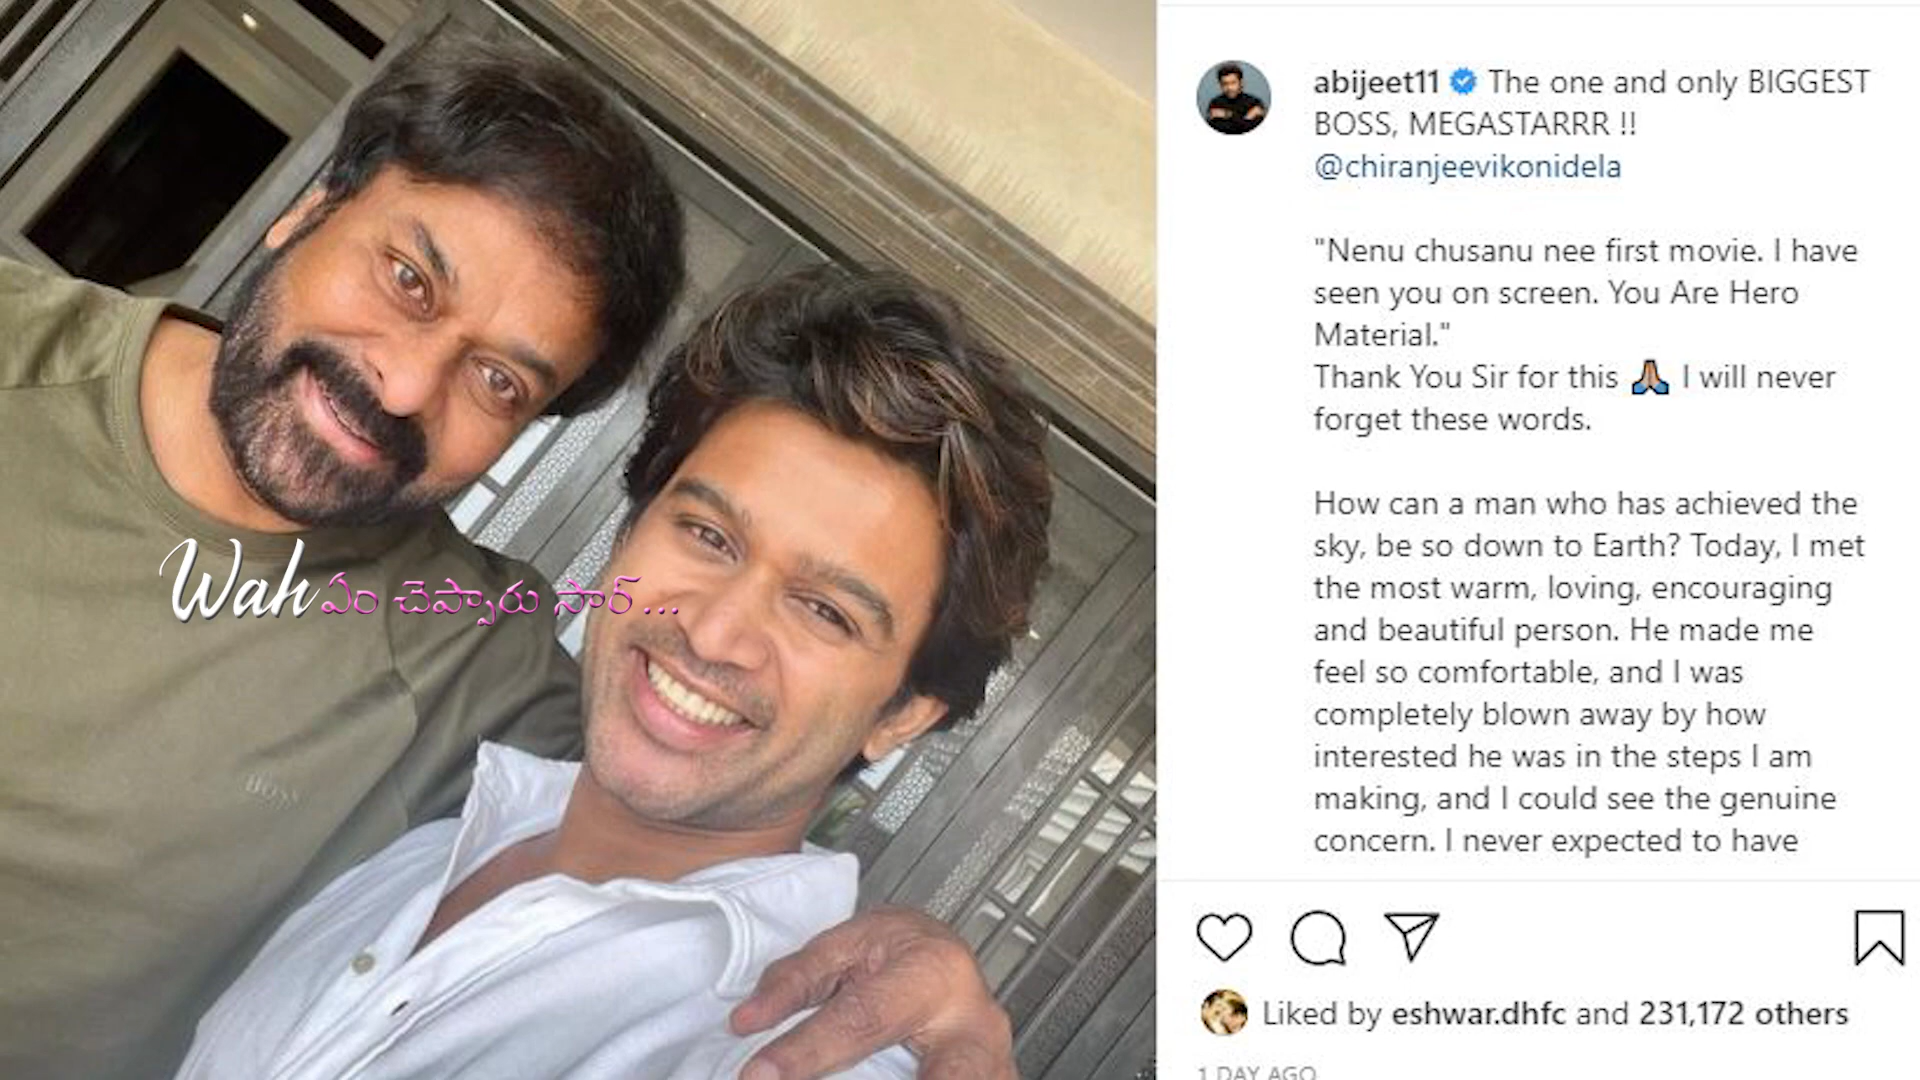 BOSS
Wah ఏం చెప్పారు సార్...
abijeet11 The one and only BIGGEST
BOSS, MEGASTARRR !!
@chiranjeevikonidela
"Nenu chusanu nee first movie. I have
seen you on screen. You Are Hero
Material."
Thank You Sir for this 🙏 I will never
forget these words.
How can a man who has achieved the
sky, be so down to Earth? Today, I met
the most warm, loving, encouraging
and beautiful person. He made me
feel so comfortable, and I was
completely blown away by how
interested he was in the steps I am
making, and I could see the genuine
concern. I never expected to have
Liked by eshwar.dhfc and 231,172 others
1 DAY AGO